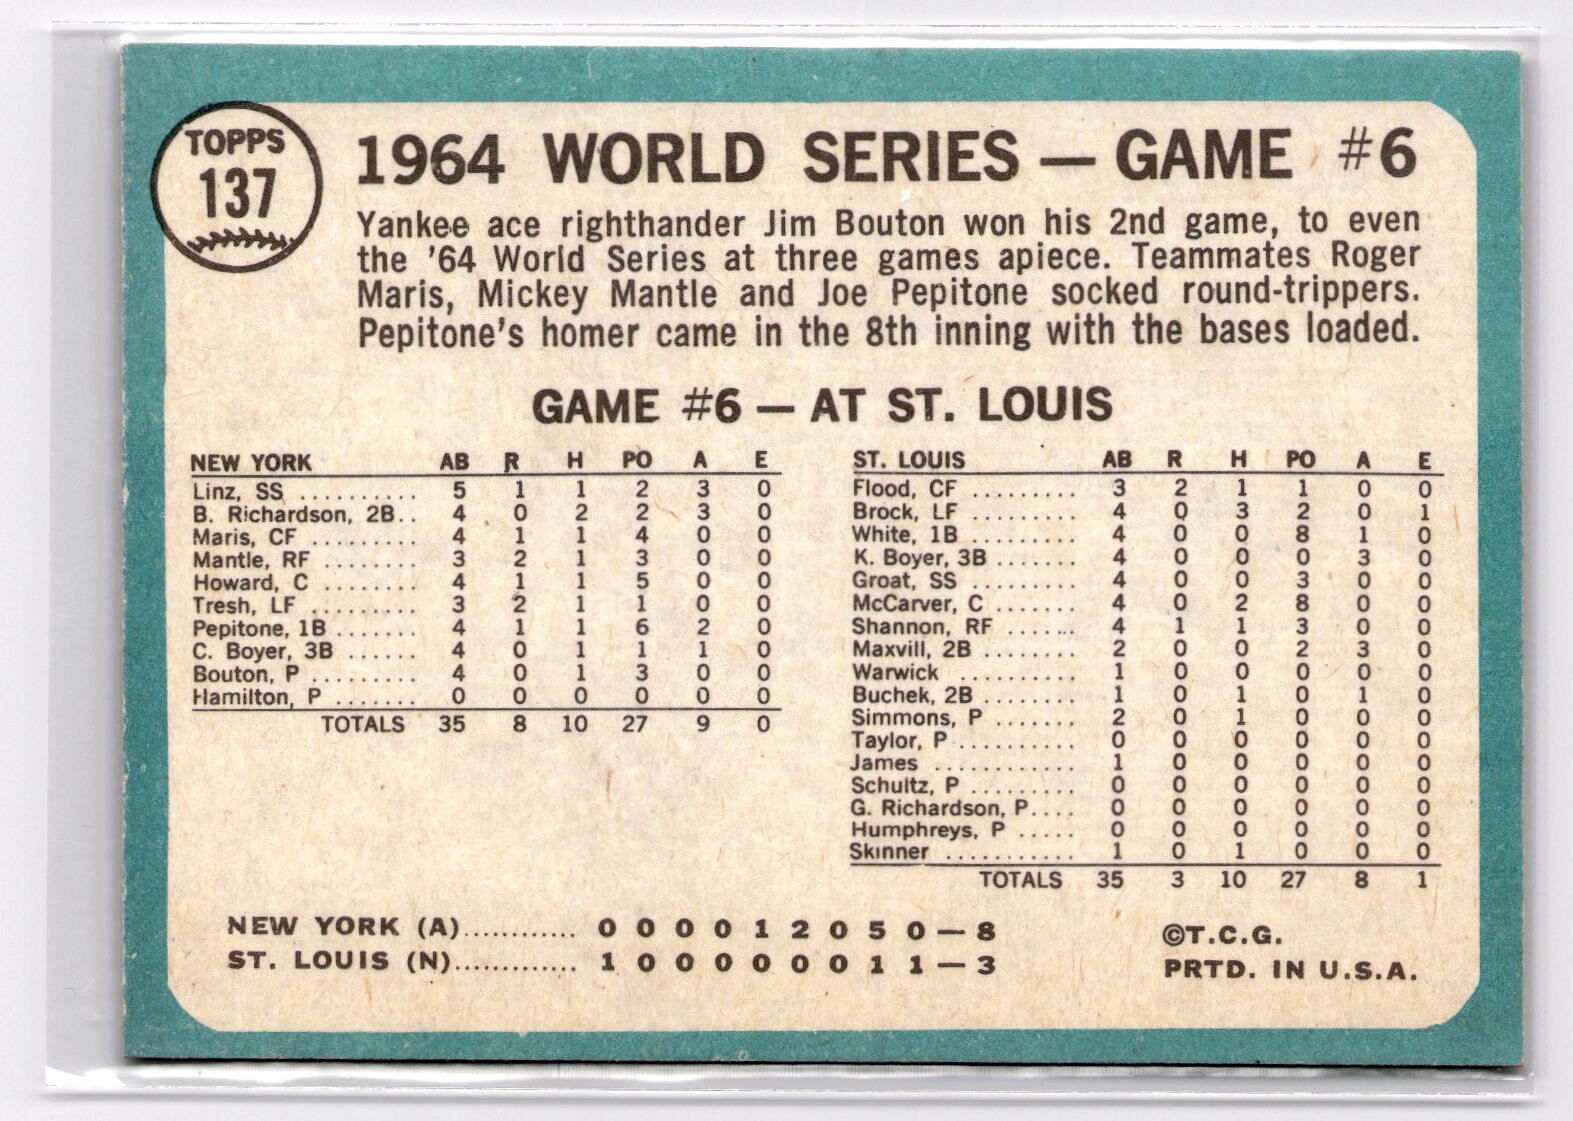 TOPPS
137
1964 WORLD SERIES — GAME #6
Yankee ace righthander Jim Bouton won his 2nd game, to even
the '64 World Series at three games apiece. Teammates Roger
Maris, Mickey Mantle and Joe Pepitone socked round-trippers.
Pepitone's homer came in the 8th inning with the bases loaded.
GAME #6 — AT ST. LOUIS
NEW YORK AB R H PO A E
Linz, SS .......... 5 1 1 2 3 0
B. Richardson, 2B.. 4 0 2 2 3 0
Maris, CF ......... 4 1 1 4 0 0
Mantle, RF ........ 3 2 1 3 0 0
Howard, C ........ 4 1 1 5 0 0
Tresh, LF ......... 3 2 1 1 0 0
Pepitone, 1B ....... 4 1 1 6 2 0
C. Boyer, 3B ...... 4 0 1 1 1 0
Bouton, P ......... 4 0 1 3 0 0
Hamilton, P ....... 0 0 0 0 0 0
TOTALS 35 8 10 27 9 0
ST. LOUIS AB R H PO A E
Flood, CF ......... 3 2 1 1 0 0
Brock, LF ......... 4 0 3 2 0 1
White, 1B ......... 4 0 0 8 1 0
K. Boyer, 3B ....... 4 0 0 0 3 0
Groat, SS ......... 4 0 0 3 0 0
McCarver, C ....... 4 0 2 8 0 0
Shannon, RF ...... 4 1 1 3 0 0
Maxvill, 2B ........ 2 0 0 2 3 0
Warwick .......... 1 0 0 0 0 0
Buchek, 2B ........ 1 0 1 0 1 0
Simmons, P ....... 2 0 1 0 0 0
Taylor, P .......... 0 0 0 0 0 0
James ............ 1 0 0 0 0 0
Schultz, P ......... 0 0 0 0 0 0
G. Richardson, P.... 0 0 0 0 0 0
Humphreys, P ..... 0 0 0 0 0 0
Skinner ........... 1 0 1 0 0 0
TOTALS 35 3 10 27 8 1
NEW YORK (A)............ 0 0 0 0 1 2 0 5 0 — 8
ST. LOUIS (N)............. 1 0 0 0 0 0 0 1 1 — 3
©T.C.G.
PRTD. IN U.S.A.